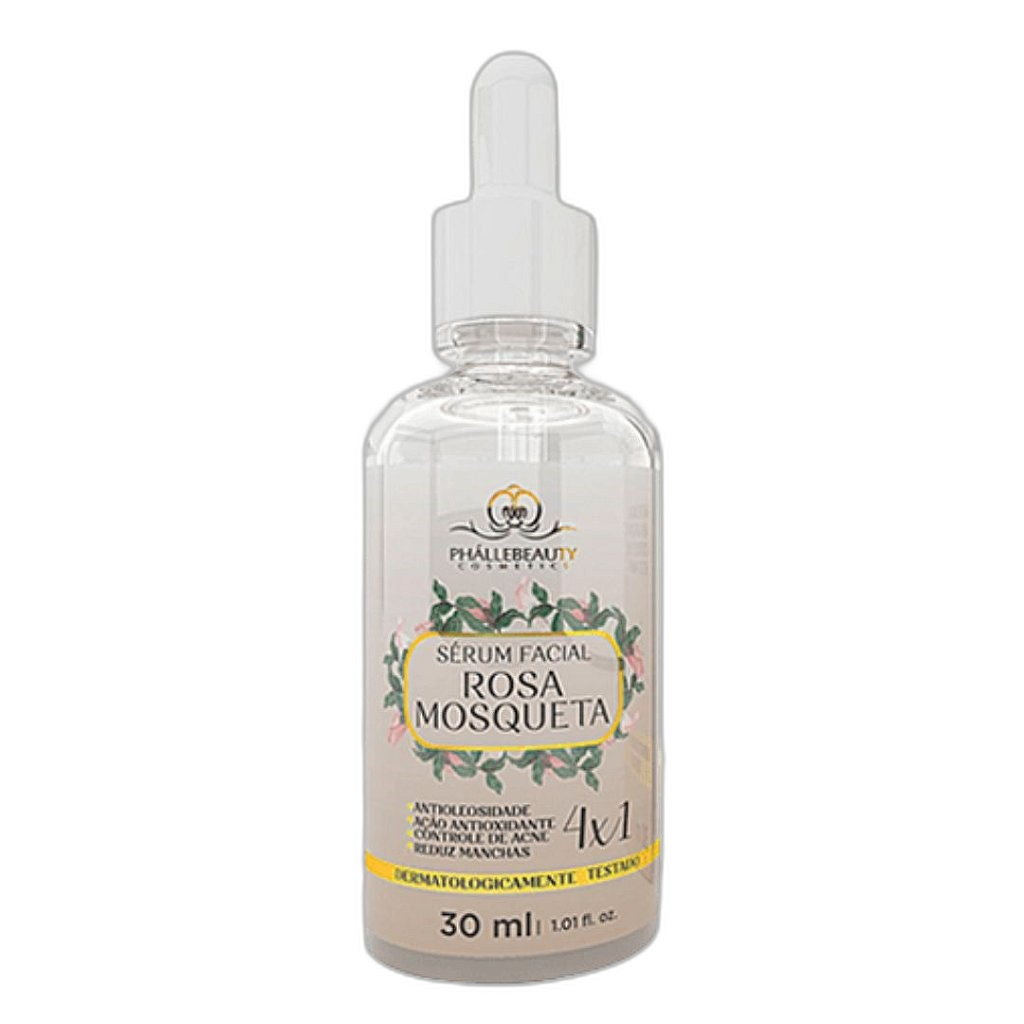 PHÁLLEBEAUTY
COSMETICS
SÉRUM FACIAL
ROSA
MOSQUETA
ANTIOLEOSIDADE
AÇÃO ANTIOXIDANTE
CONTROLE DE ACNE
REDUZ MANCHAS
4x1
DERMATOLOGICAMENTE TESTADO
30 ml | 1.01 fl. oz.